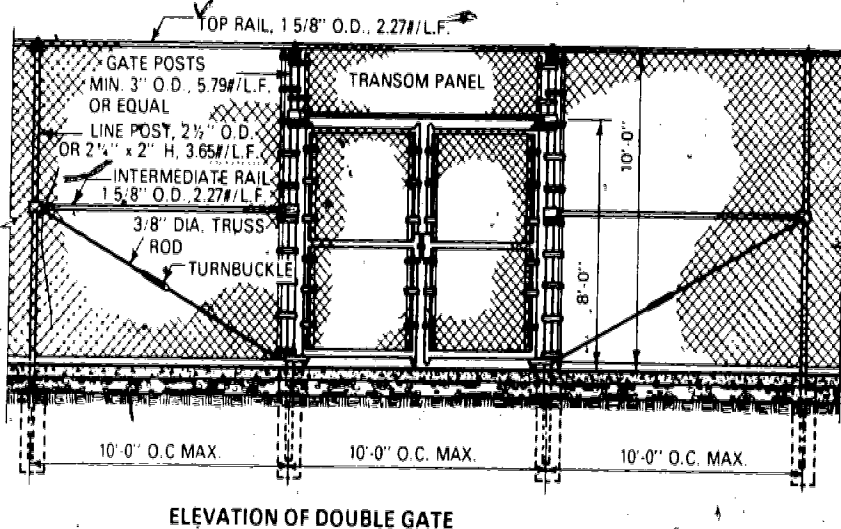 TOP RAIL, 1 5/8" O.D., 2.27#/L.F.
GATE POSTS
MIN. 3" O.D., 5.79#/L.F.
OR EQUAL
TRANSOM PANEL
LINE POST, 2½" O.D.
OR 2¼" x 2" H, 3.65#/L.F.
INTERMEDIATE RAIL
1 5/8" O.D., 2.27#/L.F.
3/8" DIA. TRUSS
ROD
TURNBUCKLE
8'-0"
10'-0"
10'-0" O.C MAX.
10'-0" O.C. MAX.
10'-0" O.C. MAX.
ELEVATION OF DOUBLE GATE